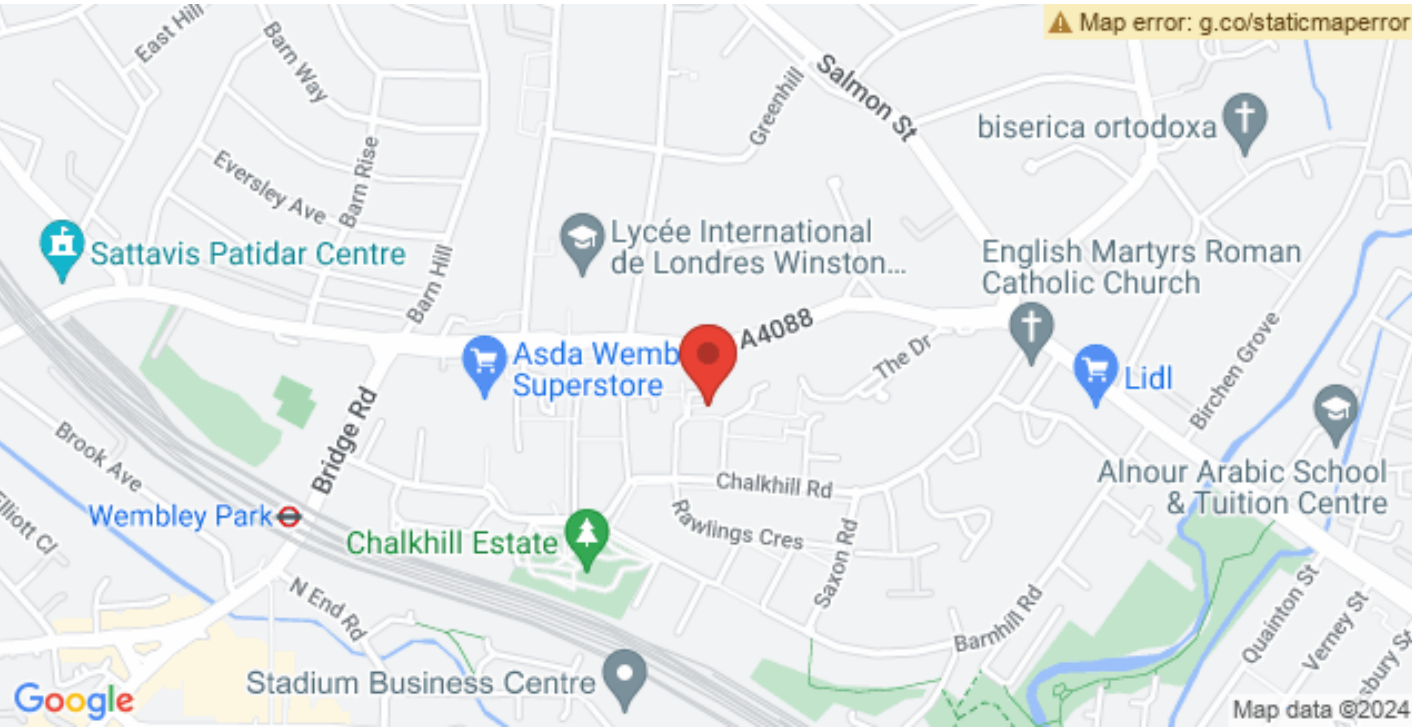 Map error: g.co/staticmaperror
East Hill
Barn Way
Salmon St
Greenhill
biserica ortodoxa
Eversley Ave
Barn Rise
Sattavis Patidar Centre
Lycée International
de Londres Winston...
English Martyrs Roman
Catholic Church
Barn Hill
A4088
Asda Wemb
Superstore
The Dr
Lidl
Birchen Grove
Bridge Rd
Brook Ave
Chalkhill Rd
Alnour Arabic School
& Tuition Centre
Elliott Cl
Wembley Park
Rawlings Cres
Chalkhill Estate
Saxon Rd
N End Rd
Barnhill Rd
Quainton St
Verney St
sbury St
Stadium Business Centre
Google
Map data ©2024